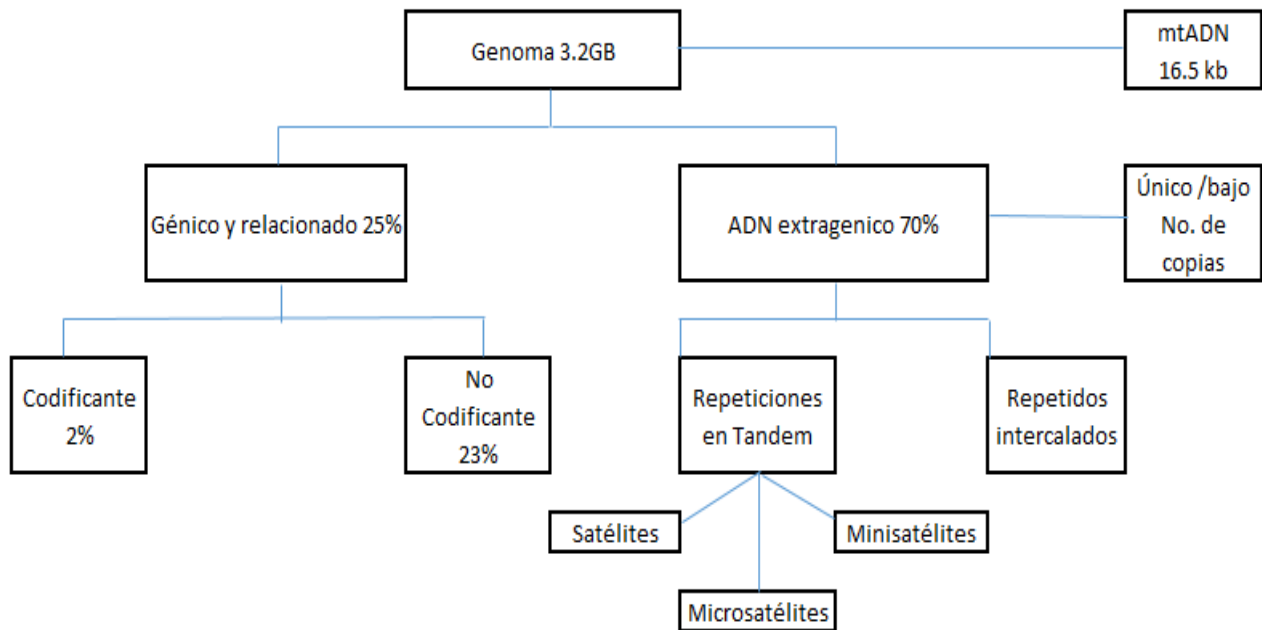 Genoma 3.2GB
mtADN
16.5 kb
Génico y relacionado 25%
ADN extragenico 70%
Único /bajo
No. de
copias
Codificante
2%
No
Codificante
23%
Repeticiones
en Tandem
Repetidos
intercalados
Satélites
Minisatélites
Microsatélites